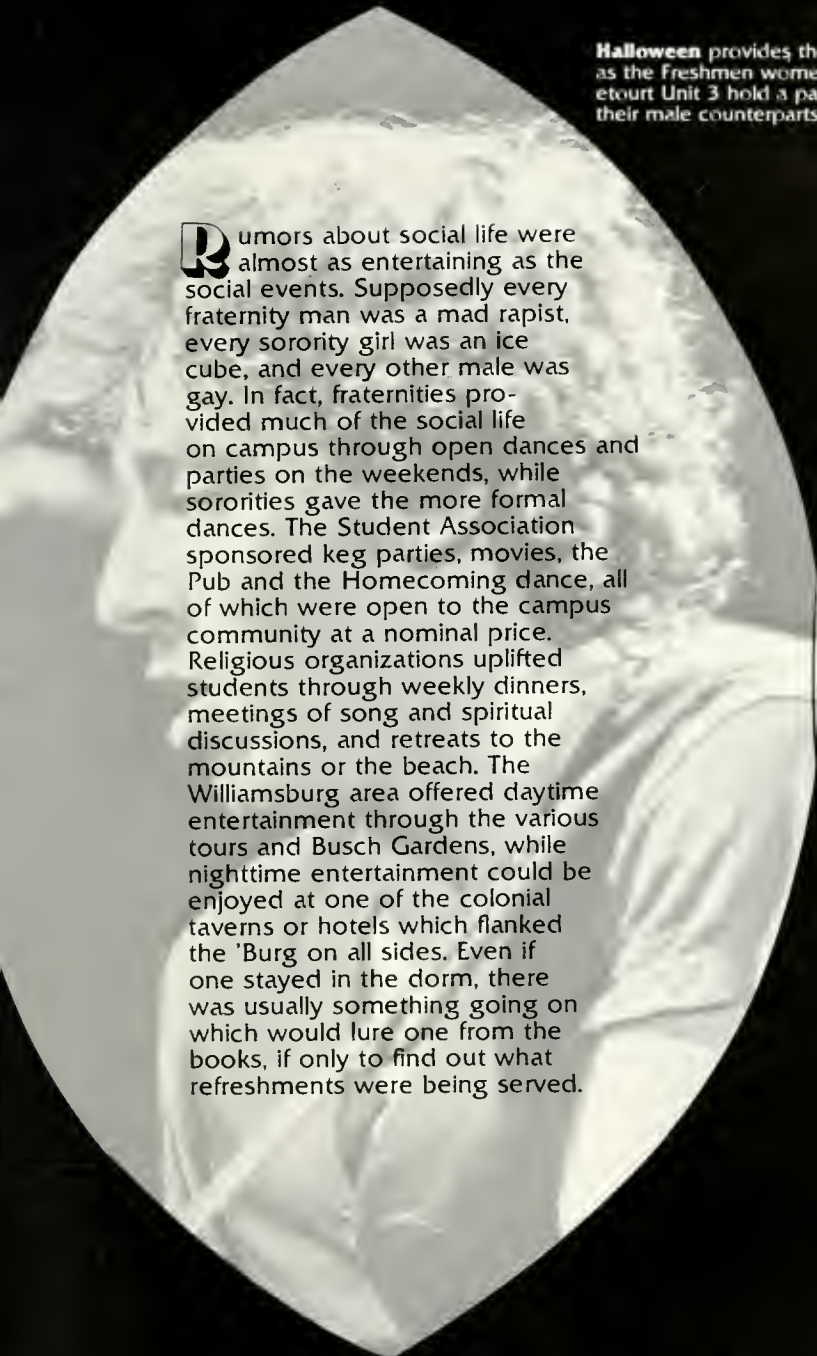 Halloween provides th
as the Freshmen wome
etourt Unit 3 hold a pa
their male counterparts
Rumors about social life were
almost as entertaining as the
social events. Supposedly every
fraternity man was a mad rapist,
every sorority girl was an ice
cube, and every other male was
gay. In fact, fraternities pro-
vided much of the social life
on campus through open dances and
parties on the weekends, while
sororities gave the more formal
dances. The Student Association
sponsored keg parties, movies, the
Pub and the Homecoming dance, all
of which were open to the campus
community at a nominal price.
Religious organizations uplifted
students through weekly dinners,
meetings of song and spiritual
discussions, and retreats to the
mountains or the beach. The
Williamsburg area offered daytime
entertainment through the various
tours and Busch Gardens, while
nighttime entertainment could be
enjoyed at one of the colonial
taverns or hotels which flanked
the 'Burg on all sides. Even if
one stayed in the dorm, there
was usually something going on
which would lure one from the
books, if only to find out what
refreshments were being served.